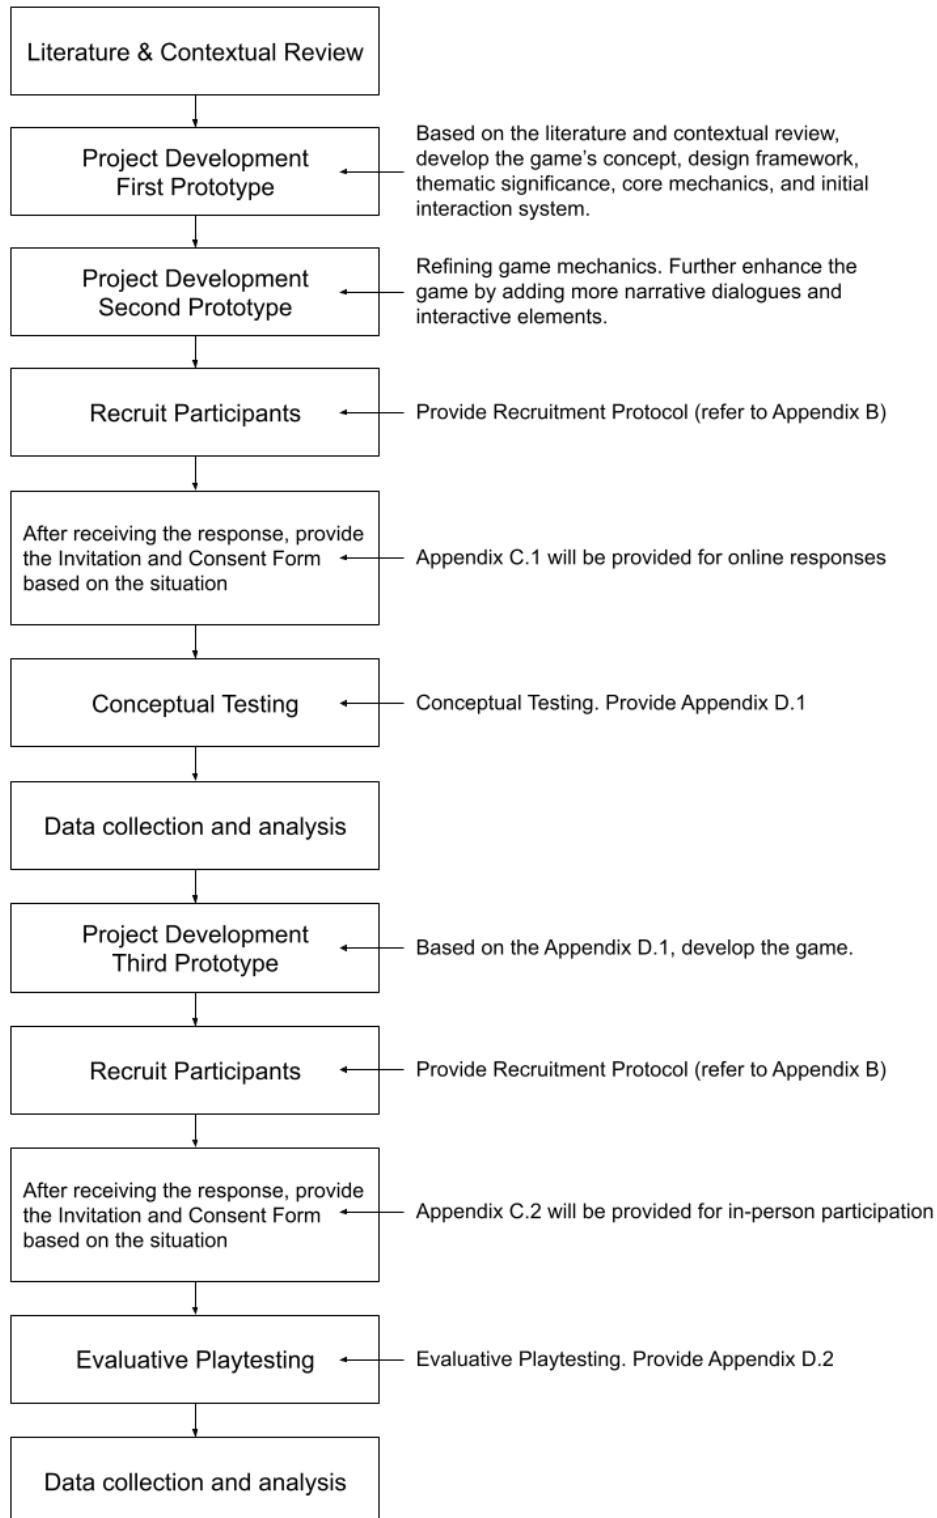 Literature & Contextual Review
Project Development
First Prototype
Based on the literature and contextual review,
develop the game's concept, design framework,
thematic significance, core mechanics, and initial
interaction system.
Project Development
Second Prototype
Refining game mechanics. Further enhance the
game by adding more narrative dialogues and
interactive elements.
Recruit Participants
Provide Recruitment Protocol (refer to Appendix B)
After receiving the response, provide
the Invitation and Consent Form
based on the situation
Appendix C.1 will be provided for online responses
Conceptual Testing
Conceptual Testing. Provide Appendix D.1
Data collection and analysis
Project Development
Third Prototype
Based on the Appendix D.1, develop the game.
Recruit Participants
Provide Recruitment Protocol (refer to Appendix B)
After receiving the response, provide
the Invitation and Consent Form
based on the situation
Appendix C.2 will be provided for in-person participation
Evaluative Playtesting
Evaluative Playtesting. Provide Appendix D.2
Data collection and analysis